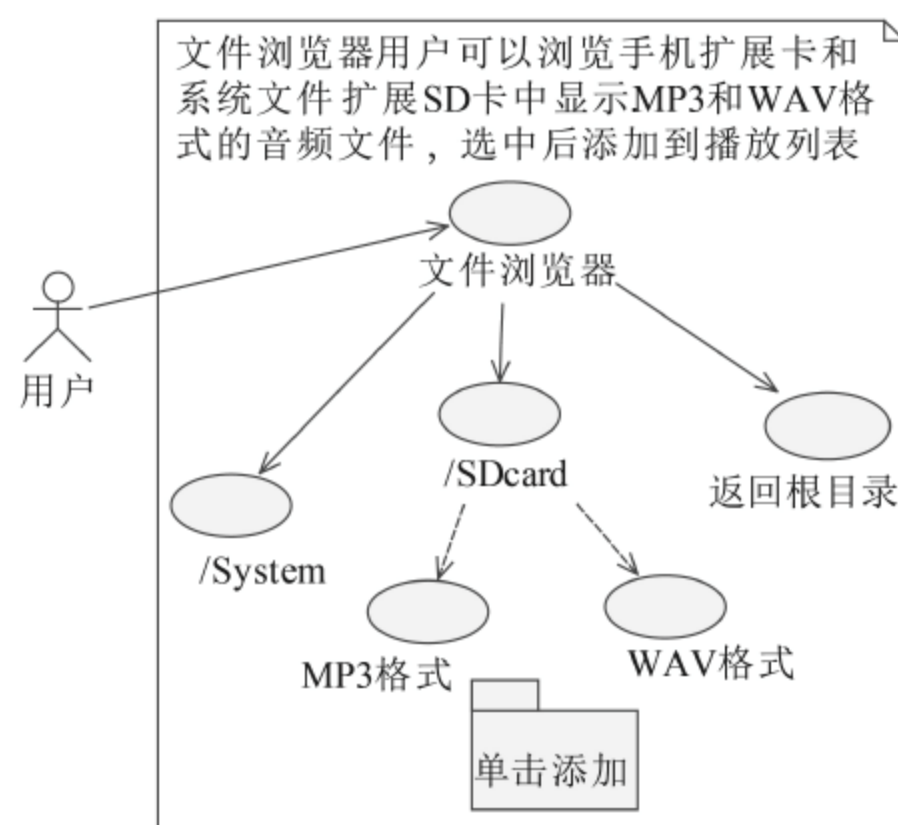 文件浏览器用户可以浏览手机扩展卡和
系统文件扩展SD卡中显示MP3和WAV格
式的音频文件，选中后添加到播放列表
文件浏览器
用户
/SDcard
返回根目录
/System
MP3格式
WAV格式
单击添加